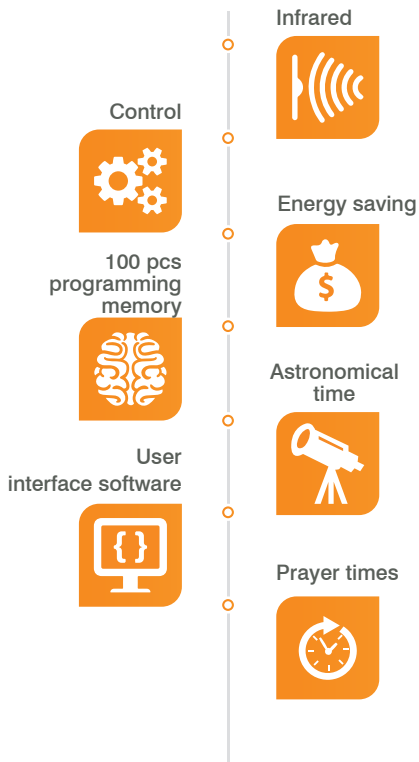 Infrared
Control
Energy saving
100 pcs
programming
memory
Astronomical
time
User
interface software
Prayer times
$
{ }